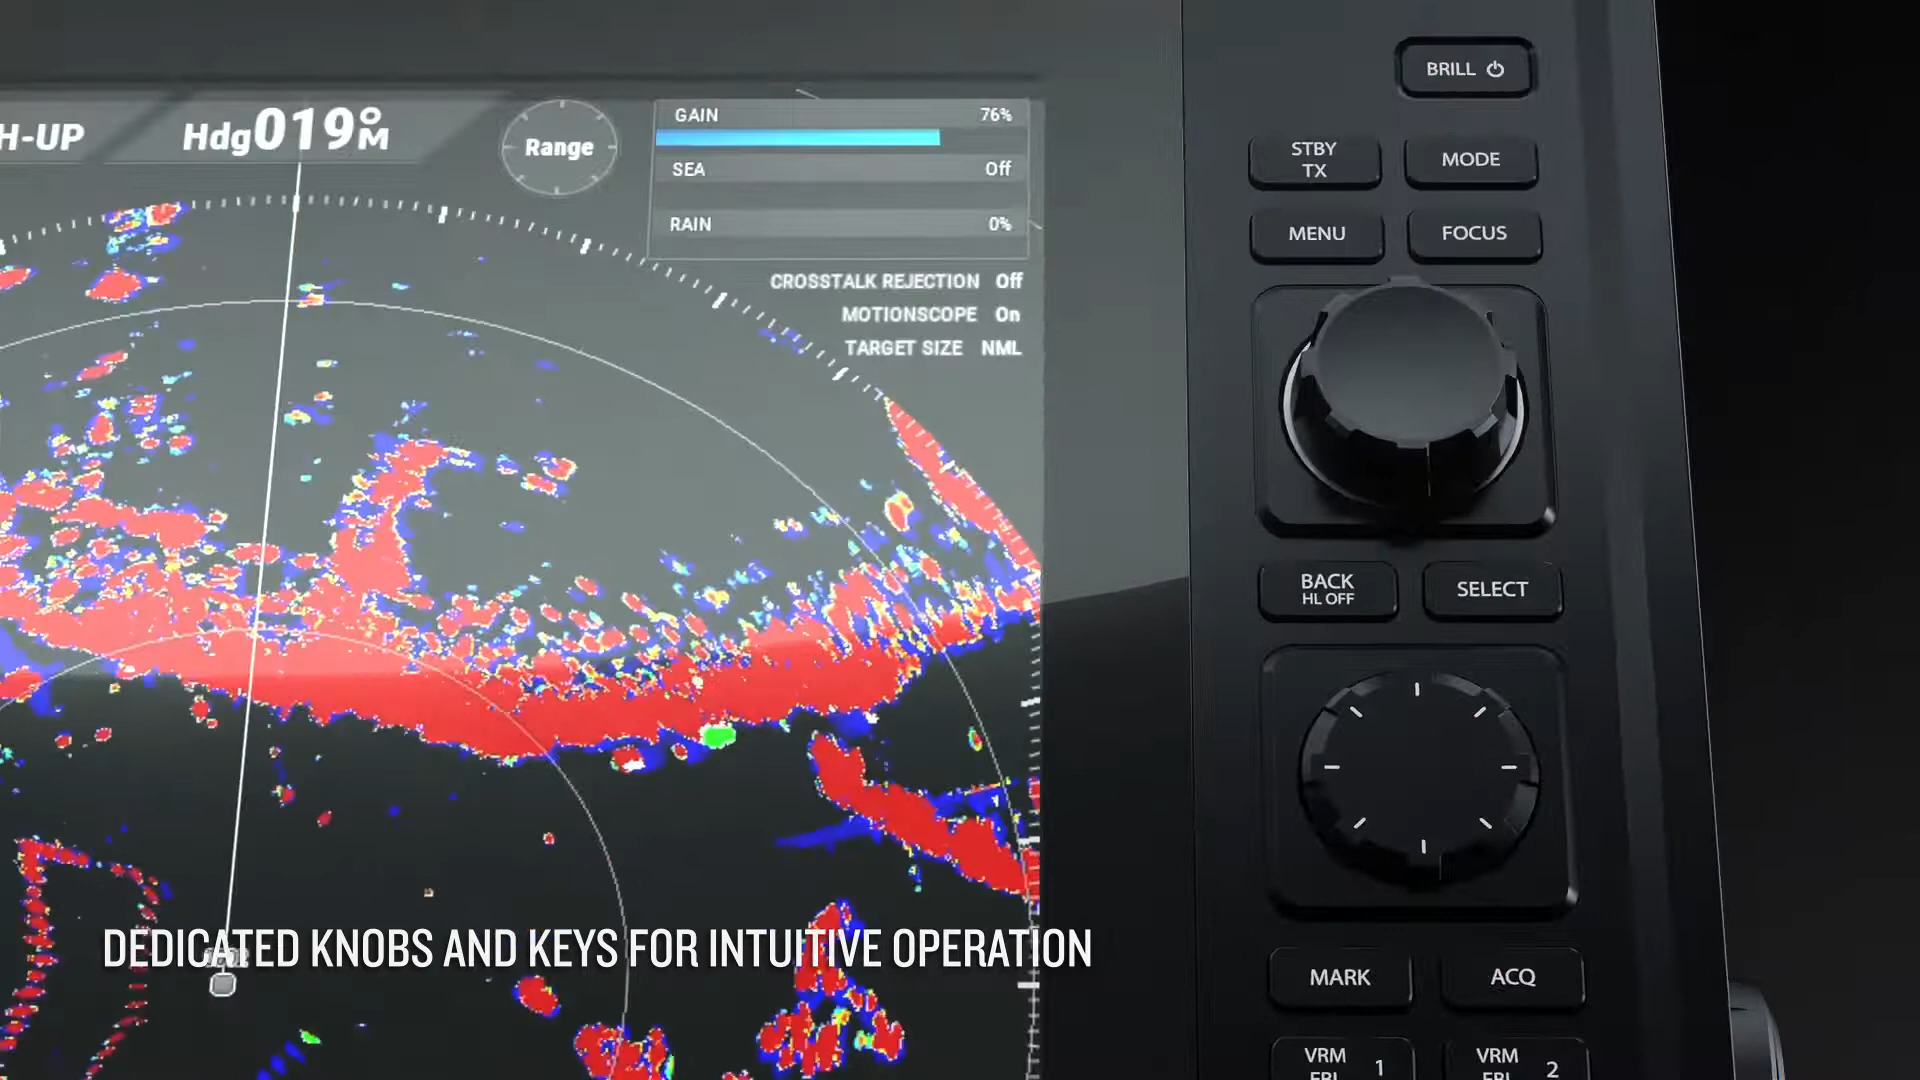 H-UP
Hdg019°M
Range
GAIN 76%
SEA Off
RAIN 0%
CROSSTALK REJECTION Off
MOTIONSCOPE On
TARGET SIZE NML
BRILL
STBY
TX
MODE
MENU
FOCUS
BACK
HL OFF
SELECT
DEDICATED KNOBS AND KEYS FOR INTUITIVE OPERATION
MARK
ACQ
VRM
EBL 1
VRM
EBL 2